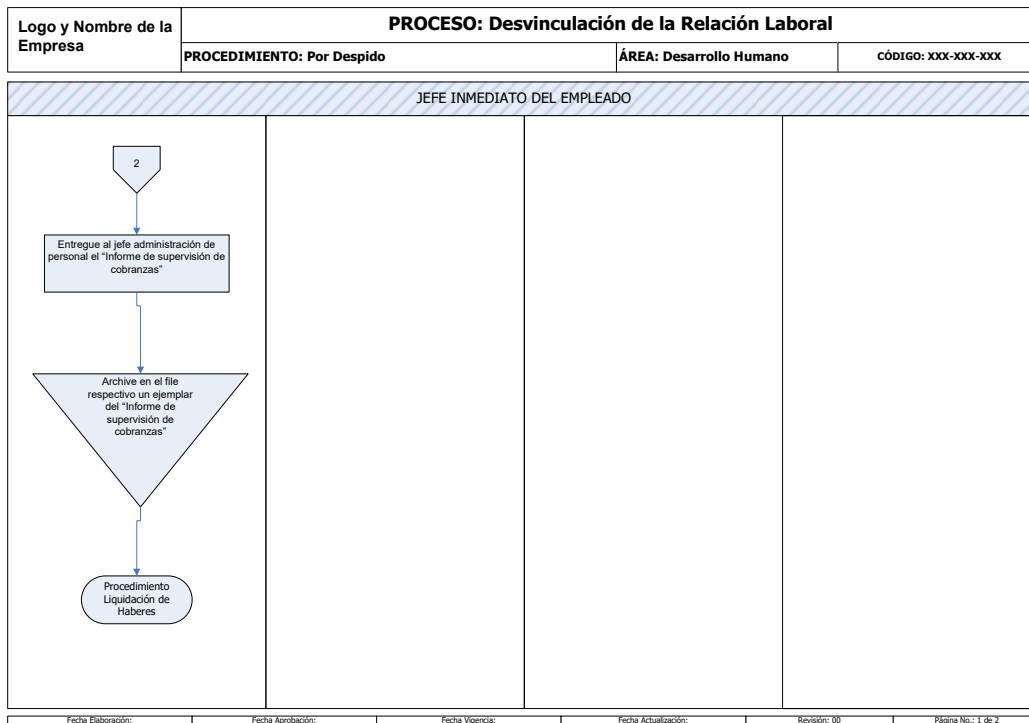 Logo y Nombre de la
Empresa
PROCESO: Desvinculación de la Relación Laboral
PROCEDIMIENTO: Por Despido
ÁREA: Desarrollo Humano
CÓDIGO: XXX-XXX-XXX
JEFE INMEDIATO DEL EMPLEADO
2
Entregue al jefe administración de
personal el “Informe de supervisión de
cobranzas”
Archive en el file
respectivo un ejemplar
del “Informe de
supervisión de
cobranzas”
Procedimiento
Liquidación de
Haberes
Fecha Elaboración:
Fecha Aprobación:
Fecha Vigencia:
Fecha Actualización:
Revisión: 00
Página No.: 1 de 2